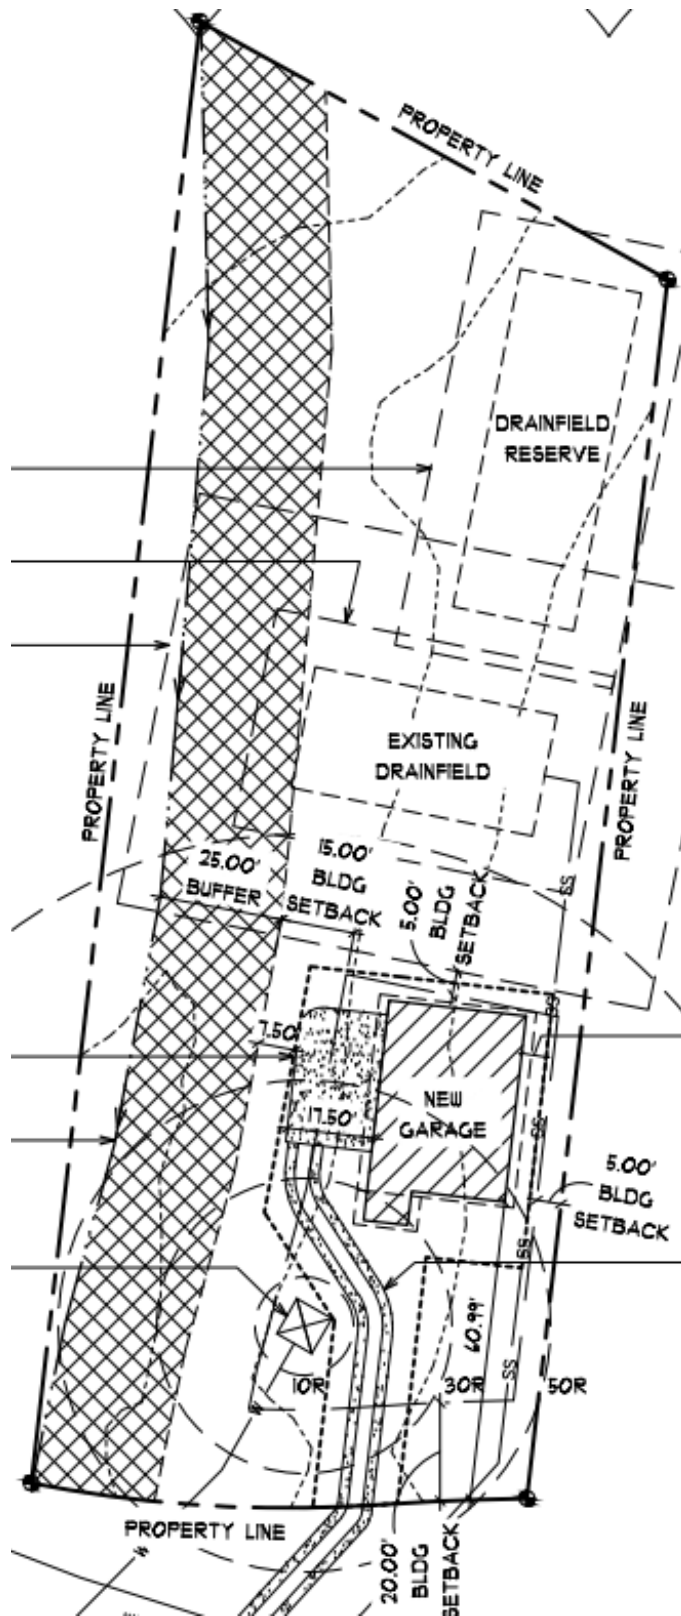 PROPERTY LINE
DRAINFIELD
RESERVE
PROPERTY LINE
EXISTING
DRAINFIELD
PROPERTY LINE
25.00'
BUFFER
15.00'
BLDG
SETBACK
5.00'
BLDG
SETBACK
SS
SS
7.50'
17.50'
NEW
GARAGE
SS
5.00'
BLDG
SETBACK
SS
60.99'
10R
30R
SS
50R
PROPERTY LINE
W
20.00'
BLDG
SETBACK